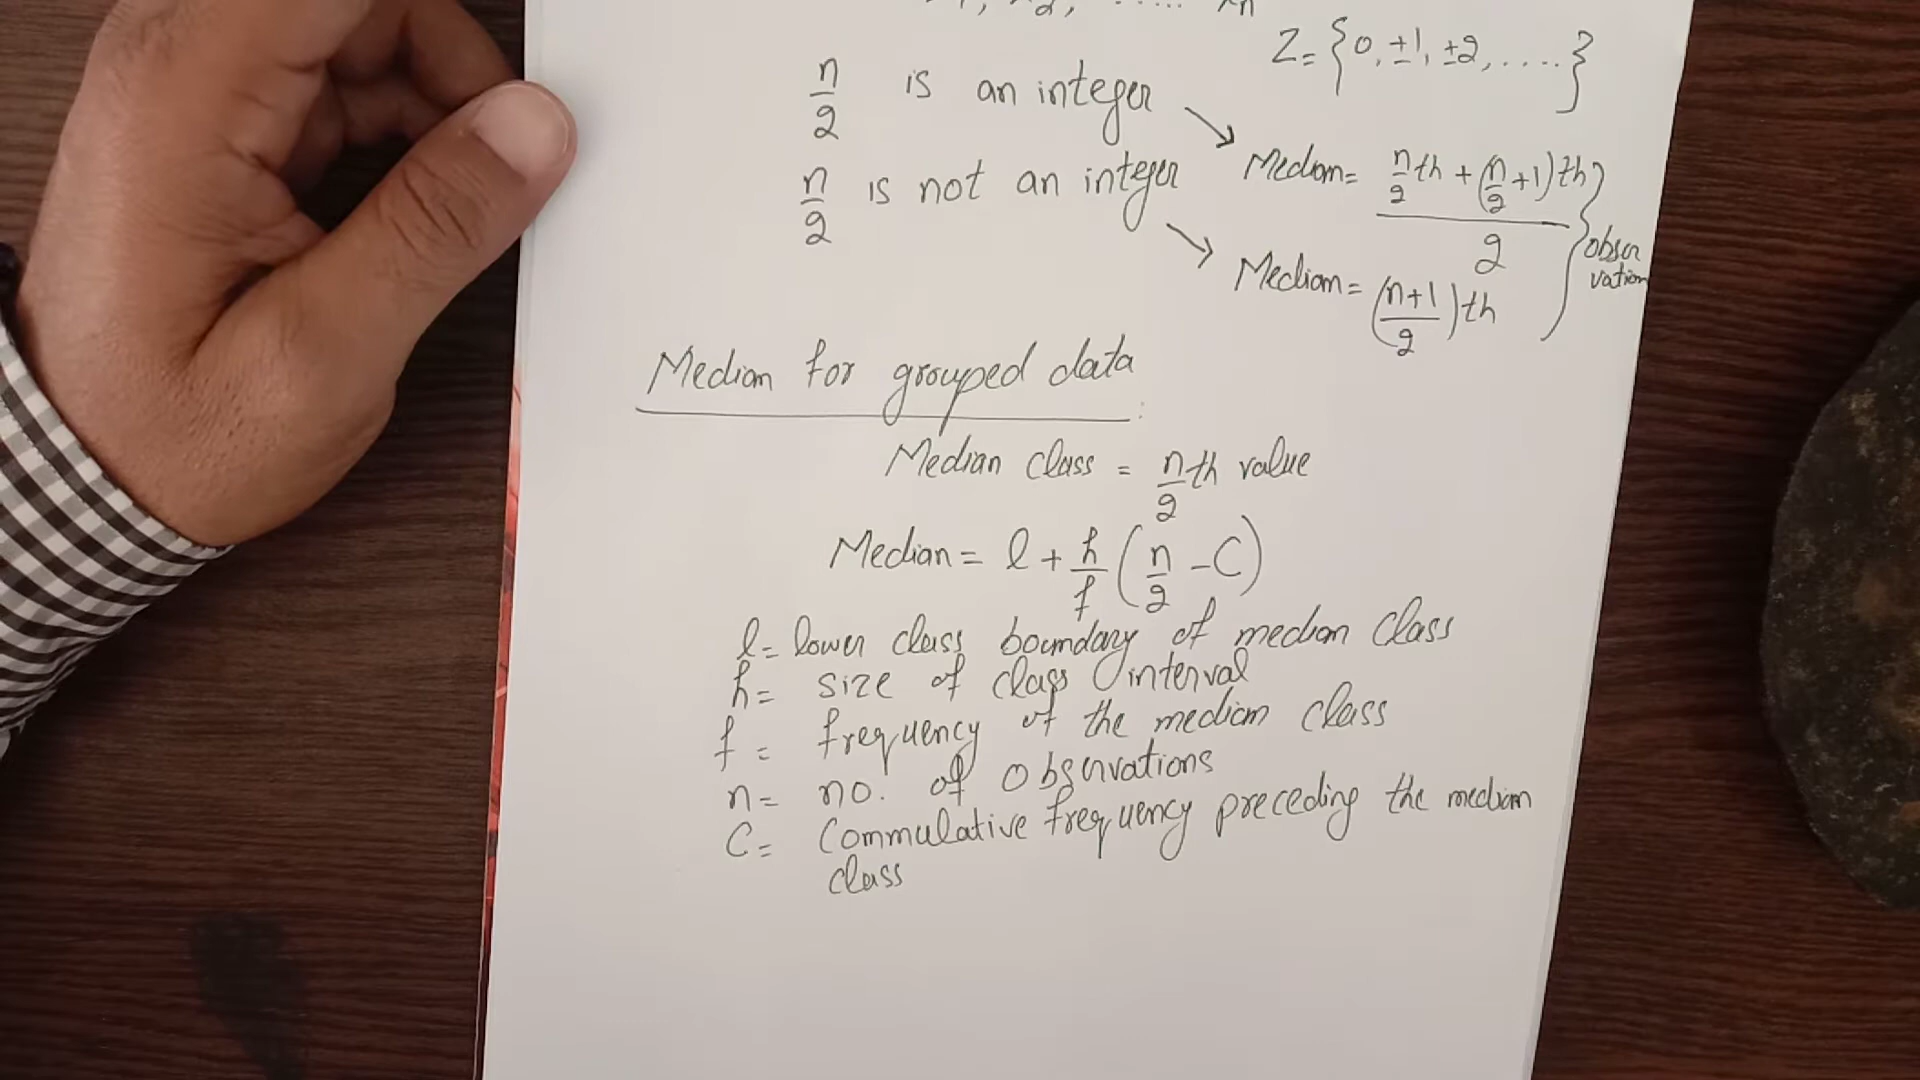 Z = {0, ±1, ±2, .....}
n/2 is an integer → Median = (n/2 th + (n/2 + 1) th)/2
n/2 is not an integer → Median = ((n+1)/2) th
} obser
vation
Median for grouped data :
Median class = n/2 th value
Median = l + h/f (n/2 - C)
l = lower class boundary of median class
h = size of class interval
f = frequency of the median class
n = no. of observations
C = Commulative frequency preceding the median
class